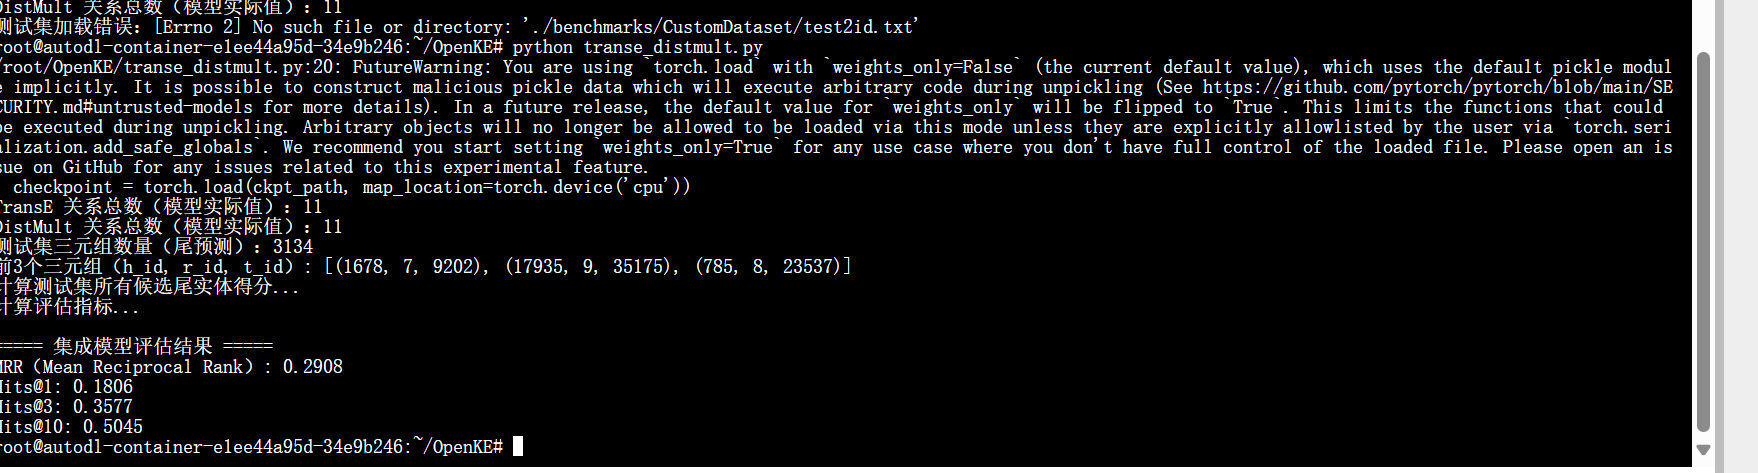 DistMult 关系总数（模型实际值）：11
测试集加载错误：[Errno 2] No such file or directory: './benchmarks/CustomDataset/test2id.txt'
root@autodl-container-e1ee44a95d-34e9b246:~/OpenKE# python transe_distmult.py
/root/OpenKE/transe_distmult.py:20: FutureWarning: You are using `torch.load` with `weights_only=False` (the current default value), which uses the default pickle modul
e implicitly. It is possible to construct malicious pickle data which will execute arbitrary code during unpickling (See https://github.com/pytorch/pytorch/blob/main/SE
CURITY.md#untrusted-models for more details). In a future release, the default value for `weights_only` will be flipped to `True`. This limits the functions that could
be executed during unpickling. Arbitrary objects will no longer be allowed to be loaded via this mode unless they are explicitly allowlisted by the user via `torch.seri
alization.add_safe_globals`. We recommend you start setting `weights_only=True` for any use case where you don't have full control of the loaded file. Please open an is
sue on GitHub for any issues related to this experimental feature.
checkpoint = torch.load(ckpt_path, map_location=torch.device('cpu'))
TransE 关系总数（模型实际值）：11
DistMult 关系总数（模型实际值）：11
测试集三元组数量（尾预测）：3134
前3个三元组（h_id, r_id, t_id）：[(1678, 7, 9202), (17935, 9, 35175), (785, 8, 23537)]
计算测试集所有候选尾实体得分...
计算评估指标...
===== 集成模型评估结果 =====
MRR（Mean Reciprocal Rank）: 0.2908
Hits@1: 0.1806
Hits@3: 0.3577
Hits@10: 0.5045
root@autodl-container-e1ee44a95d-34e9b246:~/OpenKE#